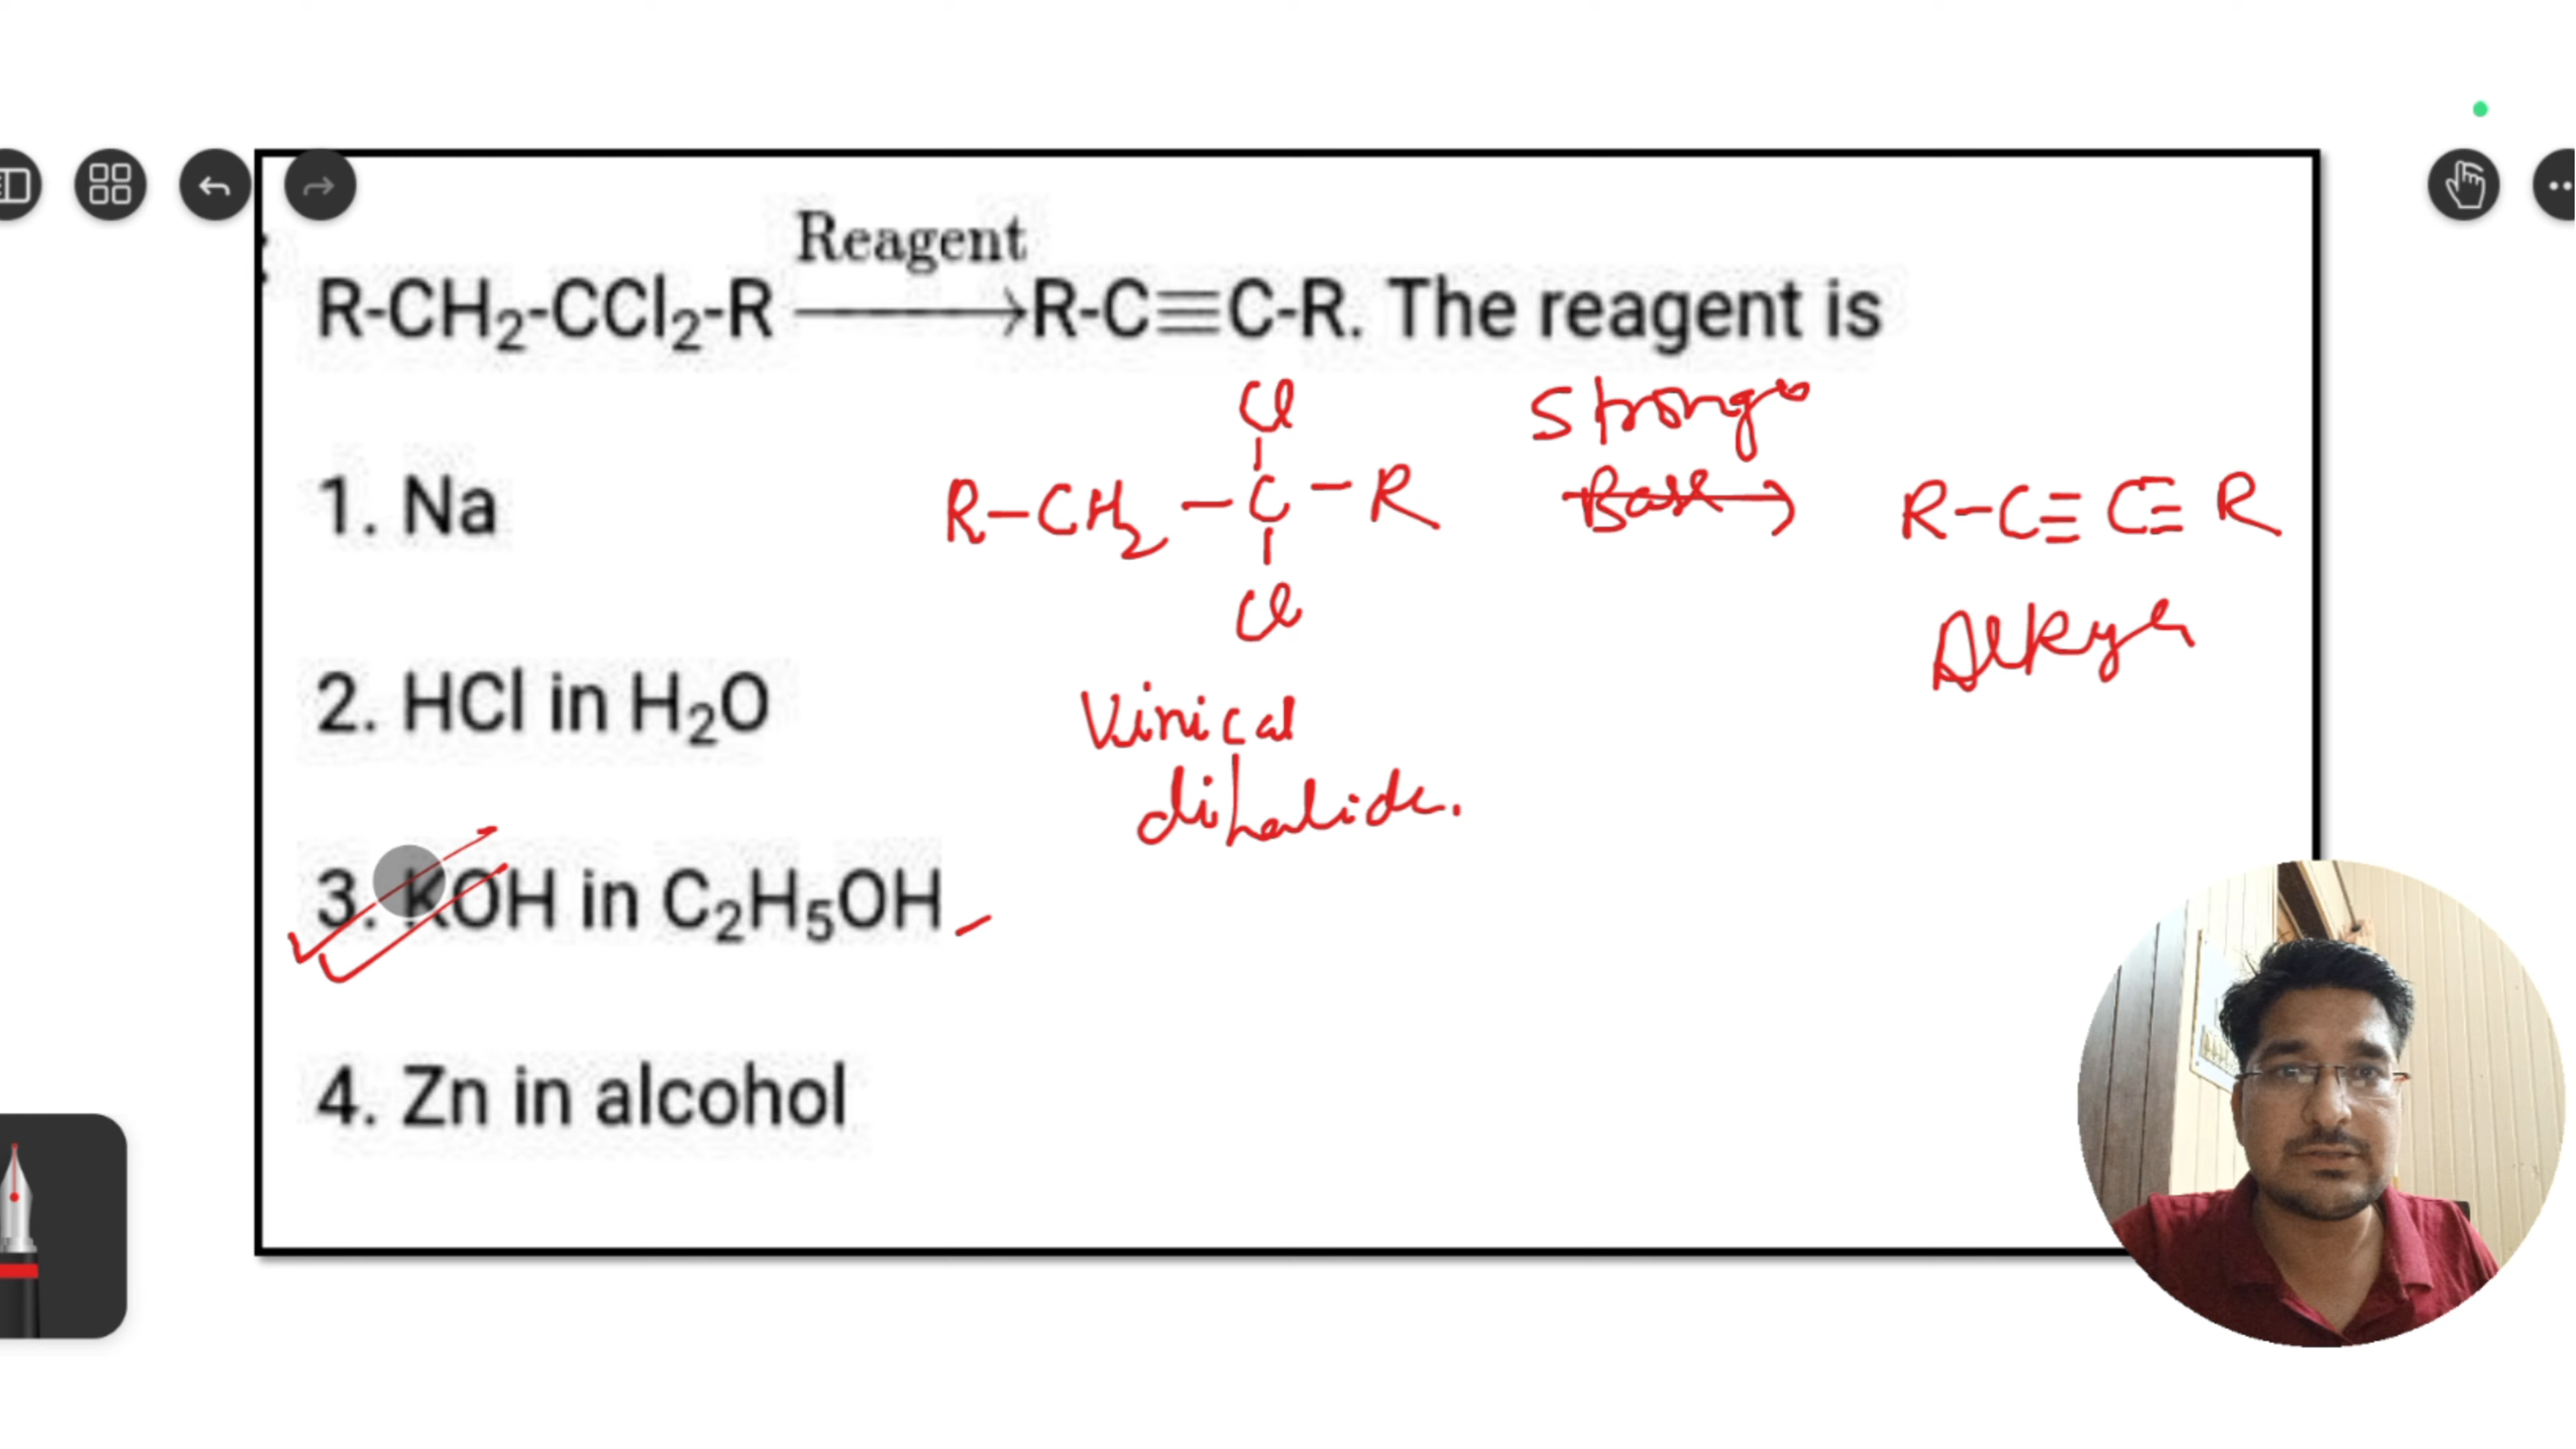 Reagent
R-CH₂-CCl₂-R ⟶ R-C≡C-R. The reagent is
Cl
Strong
R-CH₂-C-R Base → R-C≡C≡R
Cl
1. Na
2. HCl in H₂O
Vinical
dihalide.
3. KOH in C₂H₅OH
4. Zn in alcohol